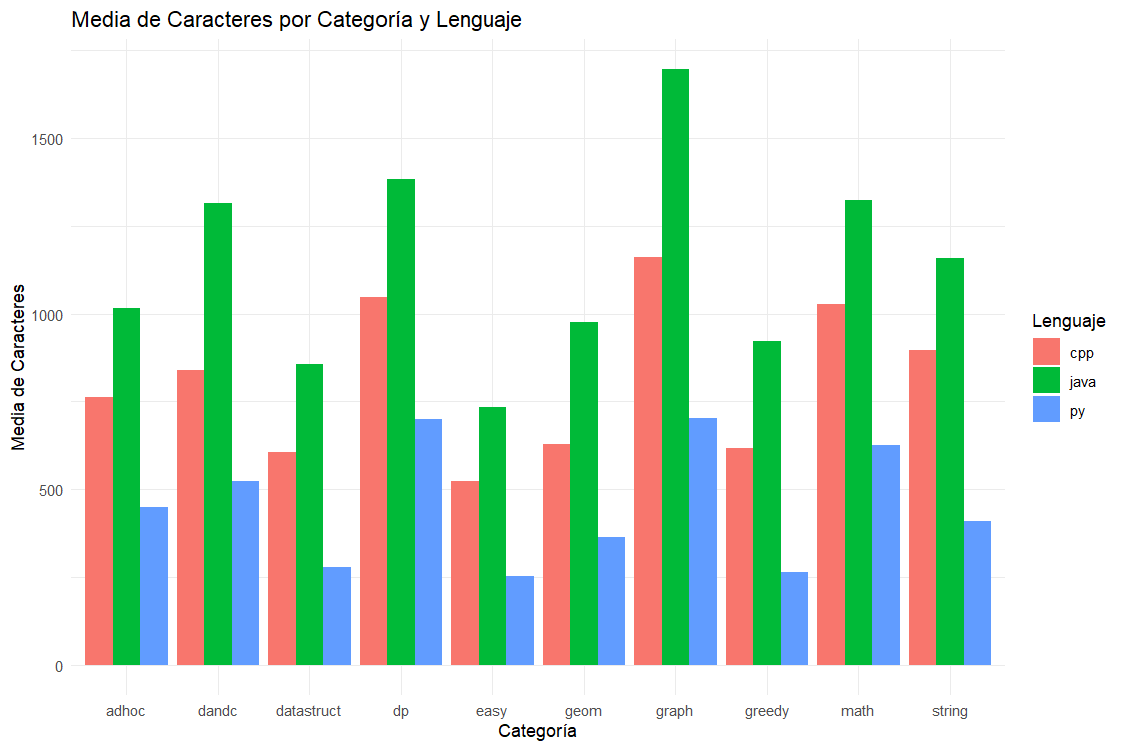 Media de Caracteres por Categoría y Lenguaje
Media de Caracteres
1500
1000
500
0
adhoc dandc datastruct dp easy geom graph greedy math string
Categoría
Lenguaje
cpp
java
py